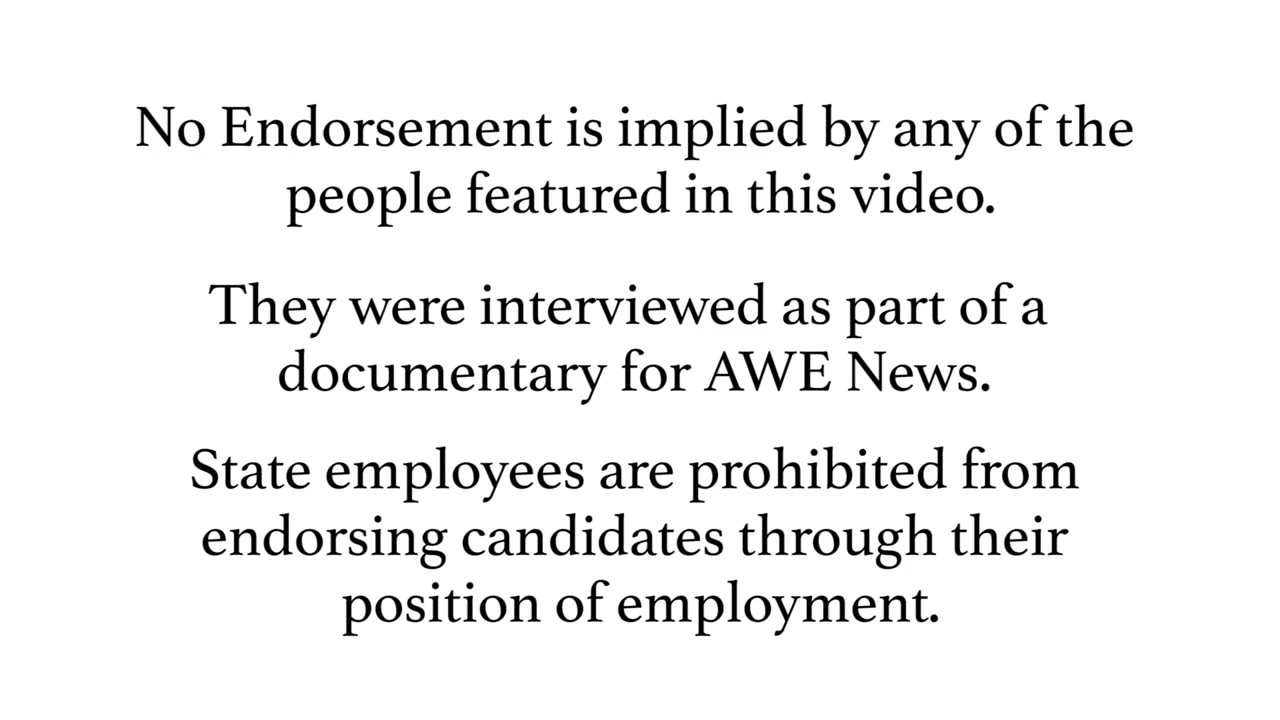 No Endorsement is implied by any of the
people featured in this video.
They were interviewed as part of a
documentary for AWE News.
State employees are prohibited from
endorsing candidates through their
position of employment.